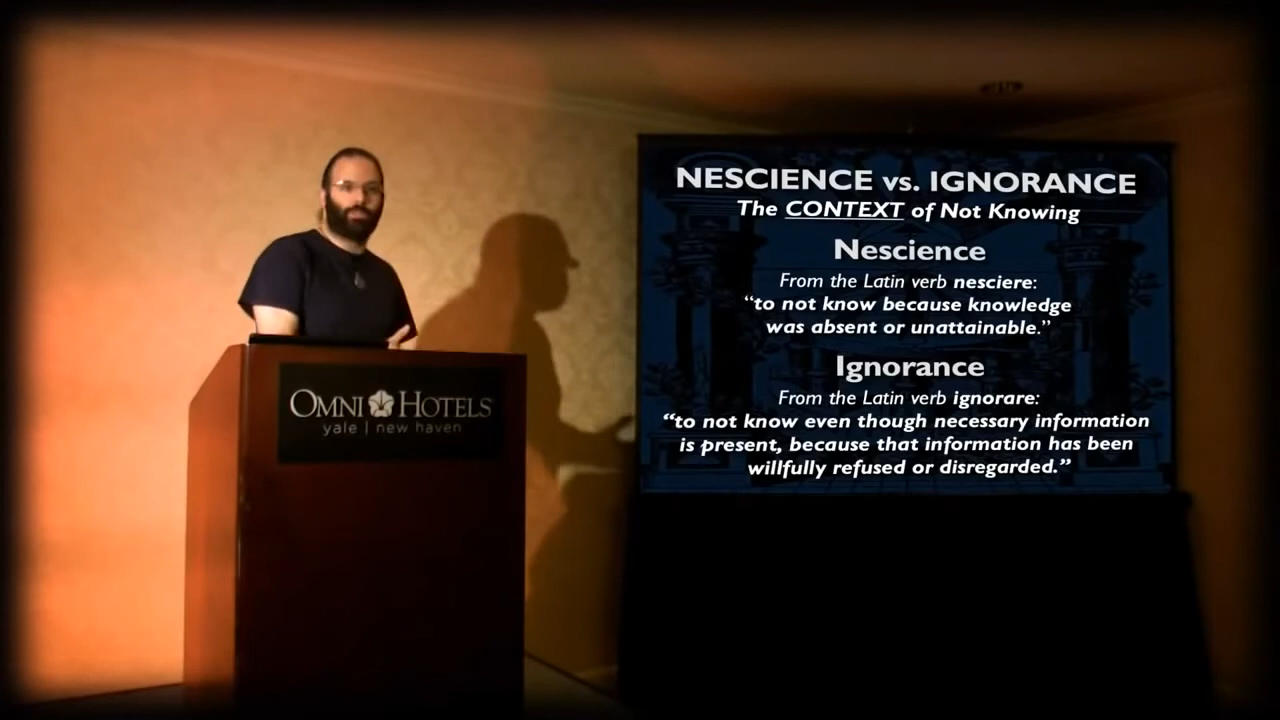 OMNI HOTELS
yale | new haven
NESCIENCE vs. IGNORANCE
The CONTEXT of Not Knowing
Nescience
From the Latin verb nesciere:
“to not know because knowledge
was absent or unattainable.”
Ignorance
From the Latin verb ignorare:
“to not know even though necessary information
is present, because that information has been
willfully refused or disregarded.”